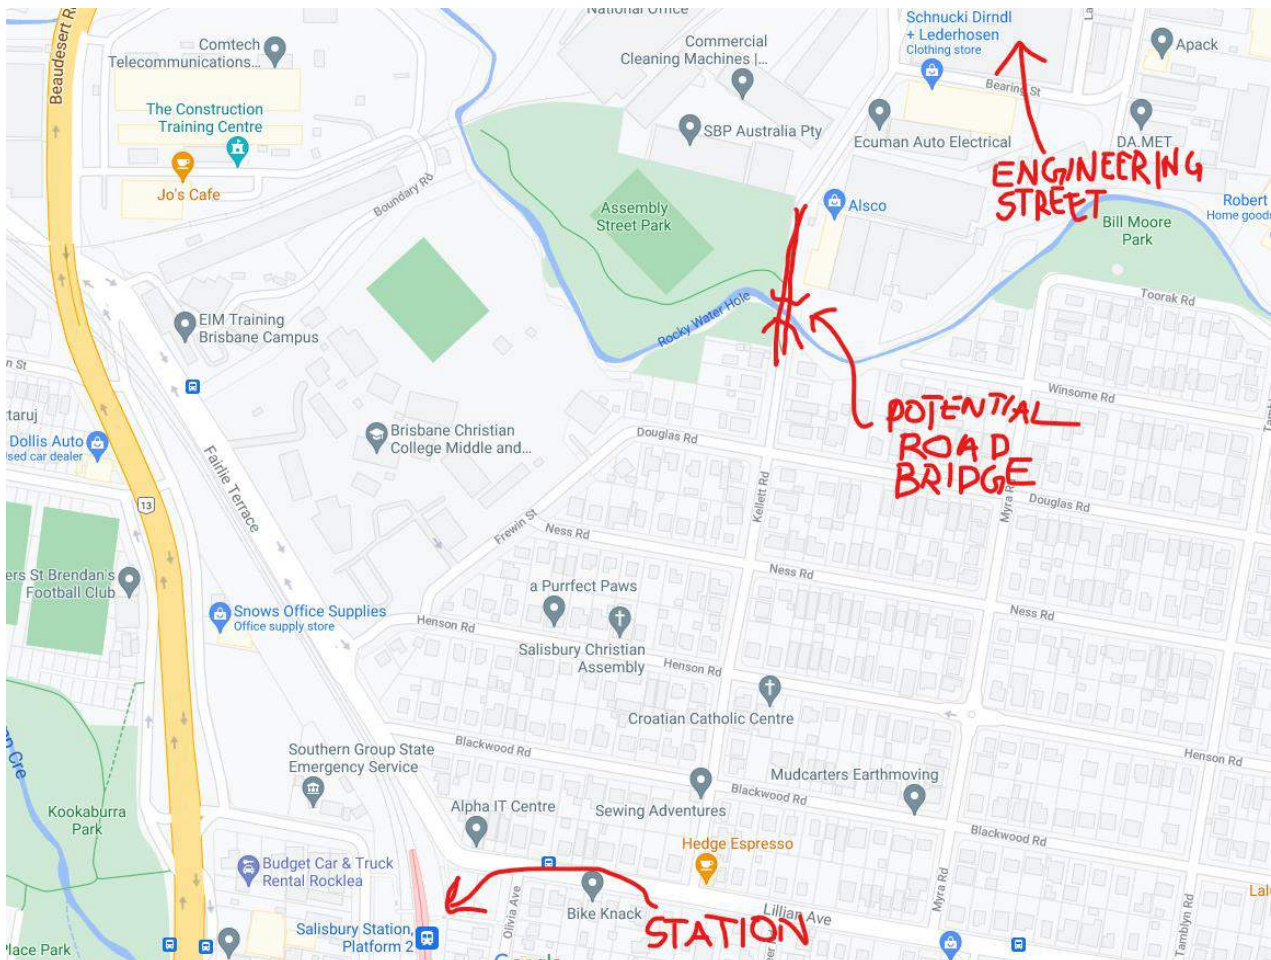 National Office
Schnucki Dirndl
+ Lederhosen
Clothing store
Comtech
Telecommunications...
Commercial
Cleaning Machines |...
Apack
Beaudesert Rd
Bearing St
The Construction
Training Centre
SBP Australia Pty
Ecuman Auto Electrical
DA.MET
Jo's Cafe
Boundary Rd
ENGINEERING
STREET
Assembly
Street Park
Alsco
Robert
Home goods
Bill Moore
Park
Toorak Rd
Rocky Water Hole
EIM Training
Brisbane Campus
Winsome Rd
POTENTIAL
ROAD
BRIDGE
n St
taruj
Dollis Auto
sed car dealer
Brisbane Christian
College Middle and...
Douglas Rd
Kellett Rd
Myra R
Douglas Rd
Tamb
13
Fairlie Terrace
Frewin St
Ness Rd
Ness Rd
Ness Rd
ers St Brendan's
Football Club
a Purrfect Paws
Snows Office Supplies
Office supply store
Henson Rd
Salisbury Christian
Assembly
Henson Rd
Croatian Catholic Centre
Henson Rd
Southern Group State
Emergency Service
Blackwood Rd
Mudcarters Earthmoving
Blackwood Rd
Sewing Adventures
Alpha IT Centre
Blackwood Rd
an Cre
Kookaburra
Park
Hedge Espresso
Budget Car & Truck
Rental Rocklea
Bike Knack
Olivia Ave
Lillian Ave
Myra Rd
Tamblyn Rd
Lal
STATION
Salisbury Station,
Platform 2
Place Park